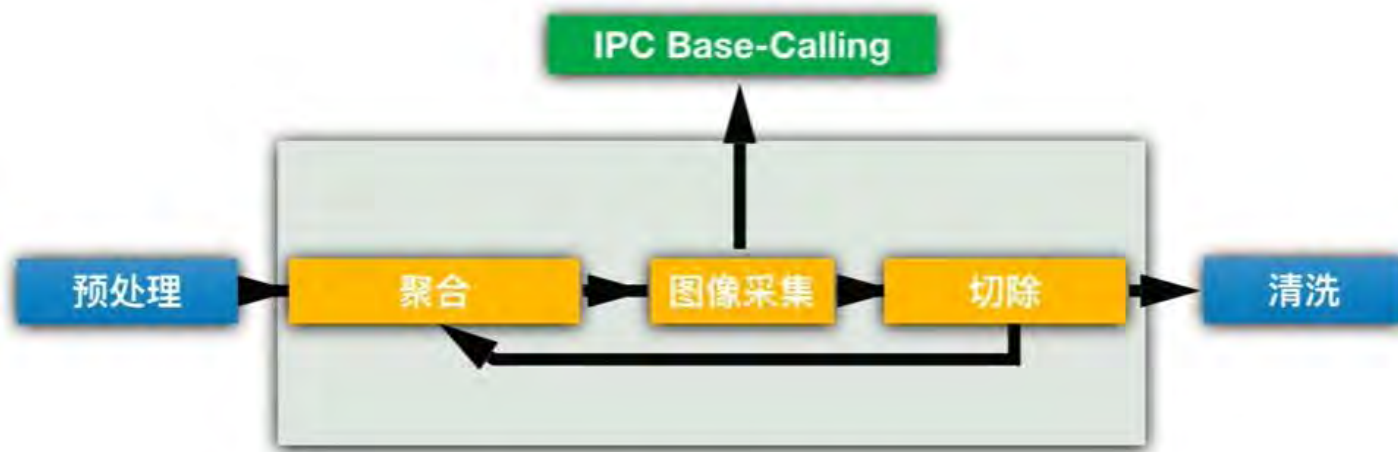 IPC Base-Calling
预处理
聚合
图像采集
切除
清洗